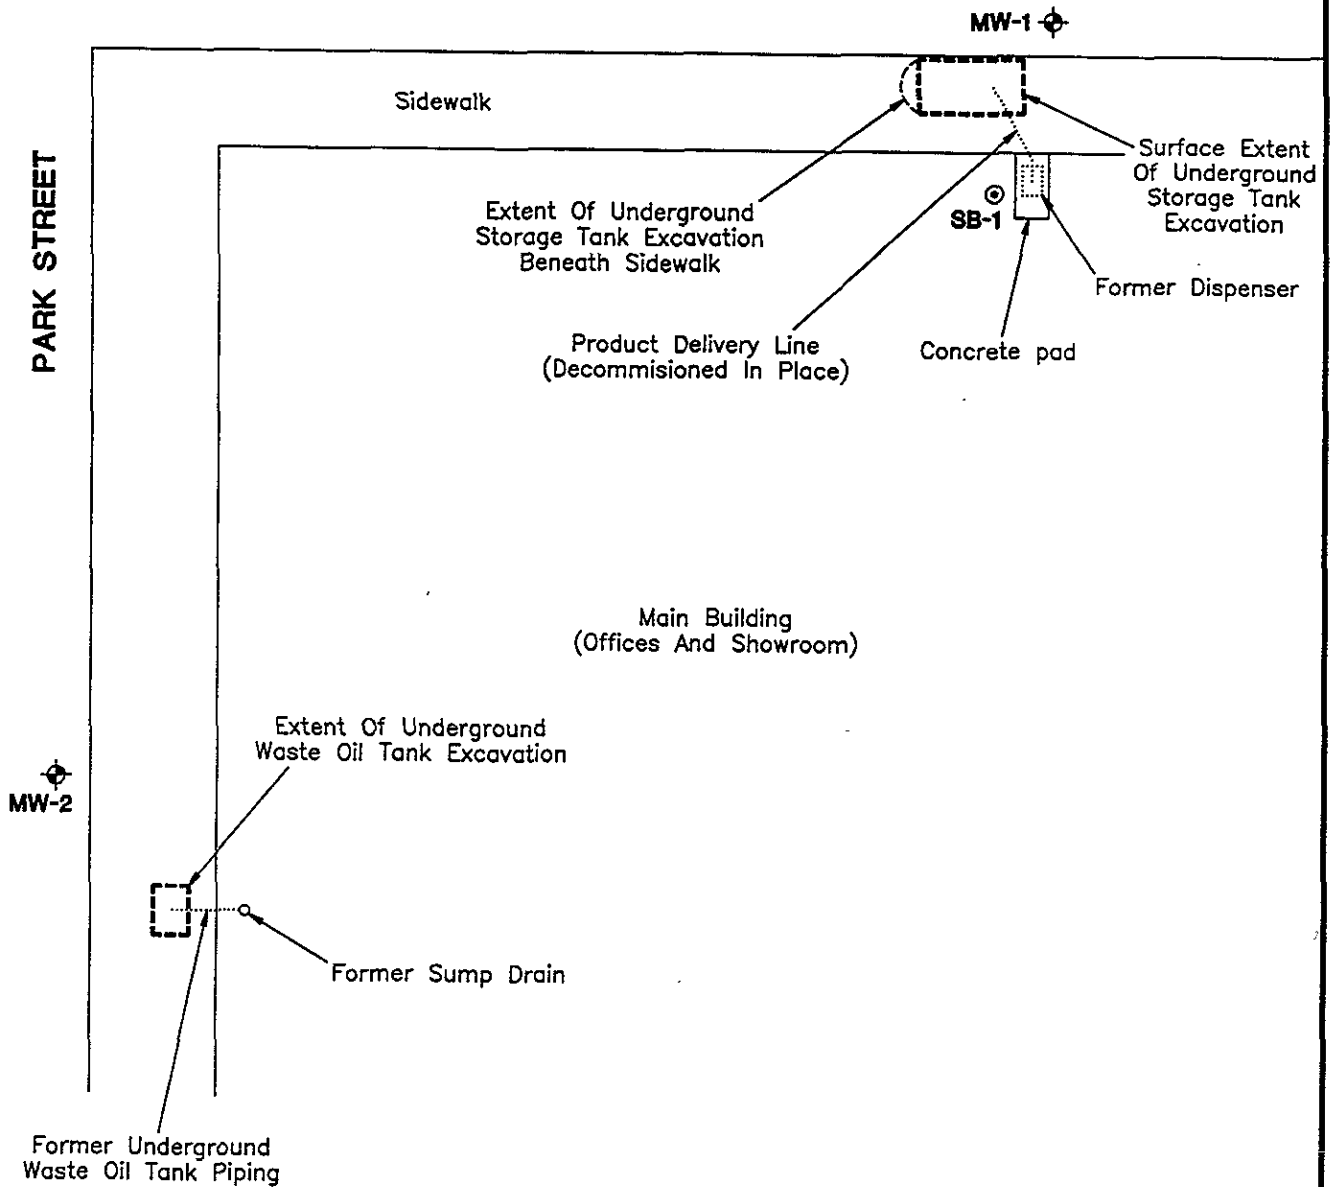 MW-1
Sidewalk
PARK STREET
Surface Extent
Of Underground
Storage Tank
Excavation
Extent Of Underground
Storage Tank Excavation
Beneath Sidewalk
SB-1
Former Dispenser
Product Delivery Line
(Decommisioned In Place)
Concrete pad
Main Building
(Offices And Showroom)
Extent Of Underground
Waste Oil Tank Excavation
MW-2
Former Sump Drain
Former Underground
Waste Oil Tank Piping